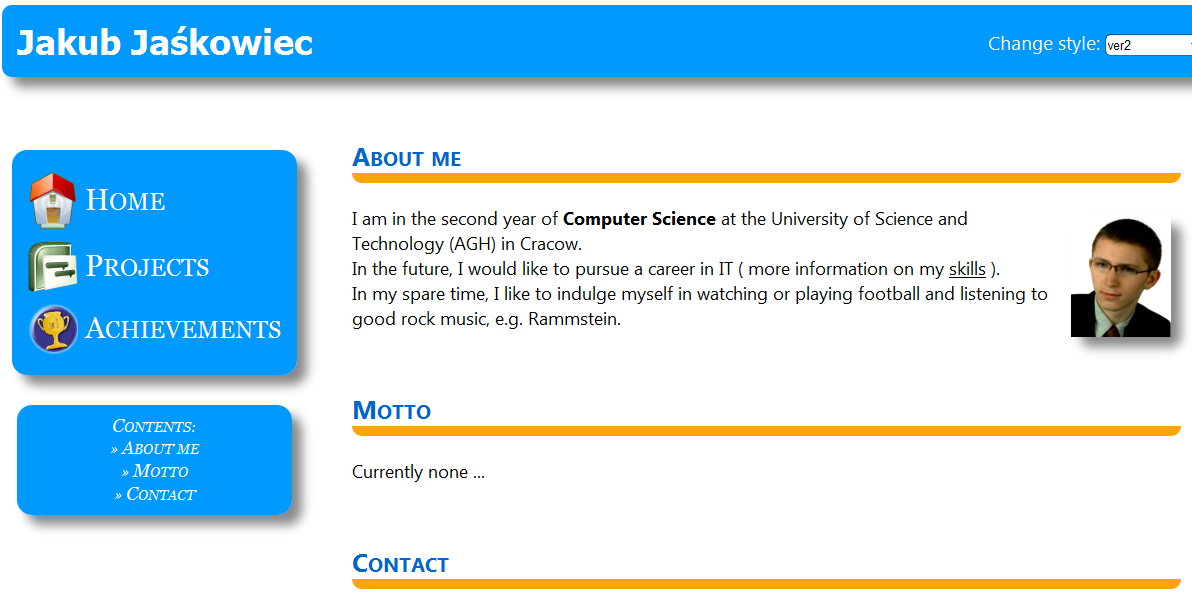 Jakub Jaśkowiec
Change style: ver2
Home
Projects
Achievements
Contents:
» About me
» Motto
» Contact
About me
I am in the second year of Computer Science at the University of Science and
Technology (AGH) in Cracow.
In the future, I would like to pursue a career in IT ( more information on my skills ).
In my spare time, I like to indulge myself in watching or playing football and listening to
good rock music, e.g. Rammstein.
Motto
Currently none ...
Contact